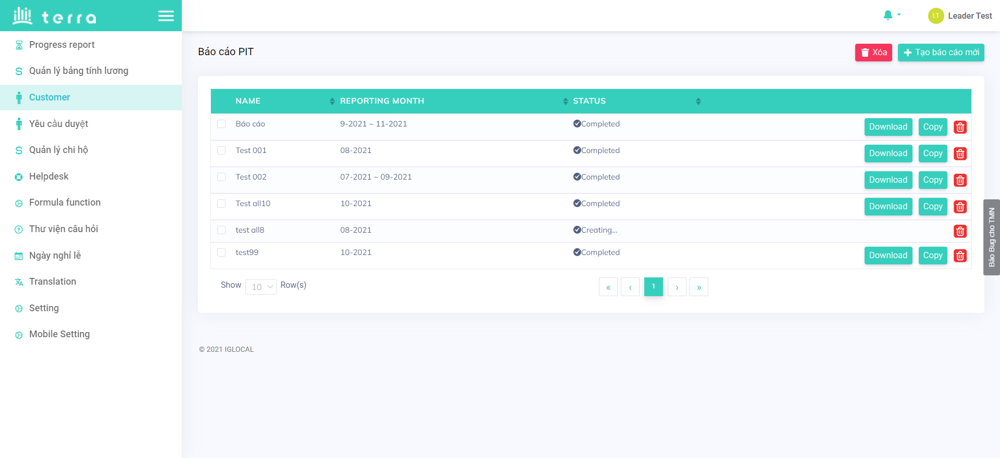 terra
LT Leader Test
Progress report
Quản lý bảng tính lương
Customer
Yêu cầu duyệt
Quản lý chi hộ
Helpdesk
Formula function
Thư viện câu hỏi
Ngày nghỉ lễ
Translation
Setting
Mobile Setting
Báo cáo PIT
Xóa
Tạo báo cáo mới
NAME REPORTING MONTH STATUS
Báo cáo 9-2021 ~ 11-2021 Completed Download Copy
Test 001 08-2021 Completed Download Copy
Test 002 07-2021 ~ 09-2021 Completed Download Copy
Test all10 10-2021 Completed Download Copy
test all8 08-2021 Creating...
test99 10-2021 Completed Download Copy
Show 10 Row(s)
« ‹ 1 › »
Báo Bug cho TMN
© 2021 IGLOCAL